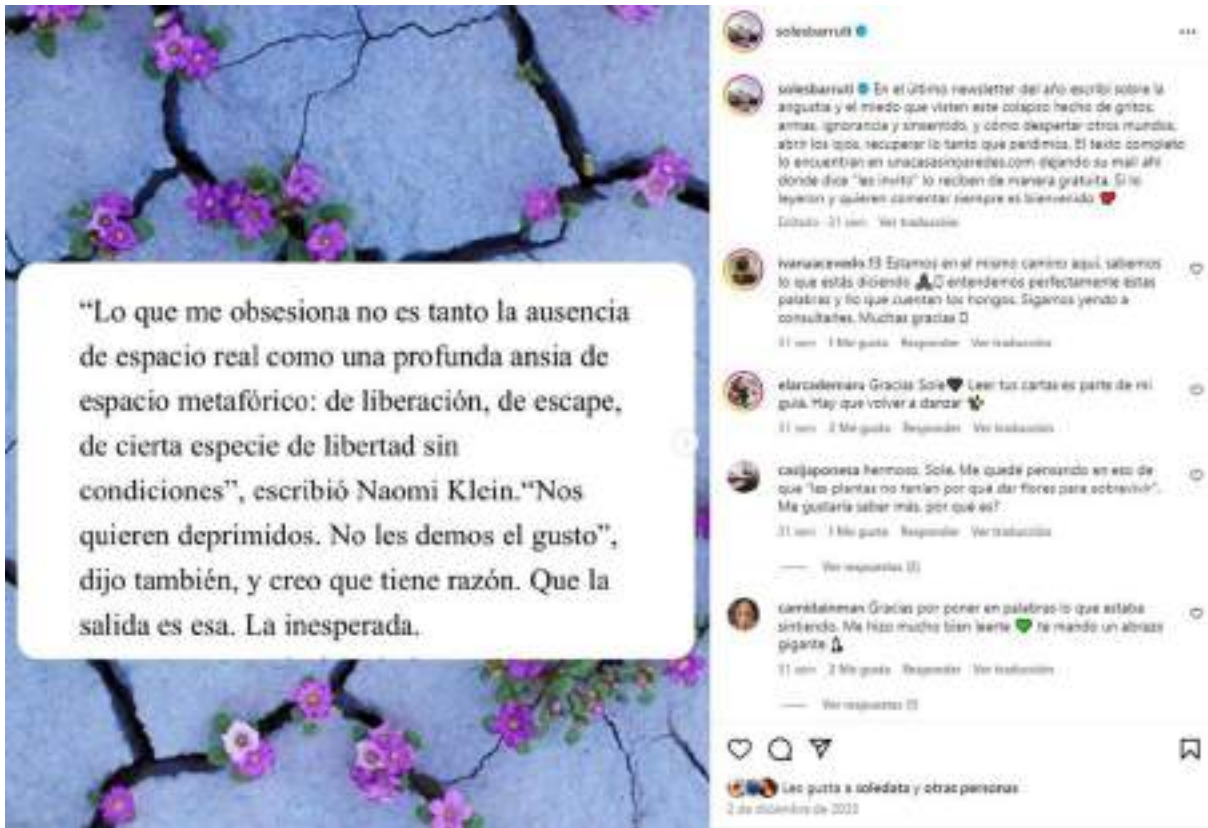 “Lo que me obsesiona no es tanto la ausencia
de espacio real como una profunda ansia de
espacio metafórico: de liberación, de escape,
de cierta especie de libertad sin
condiciones”, escribió Naomi Klein.“Nos
quieren deprimidos. No les demos el gusto”,
dijo también, y creo que tiene razón. Que la
salida es esa. La inesperada.
solesbarruti
solesbarruti En el último newsletter del año escribí sobre la
angustia y el miedo que visten este colapso hecho de gritos,
armas, ignorancia y sinsentido, y cómo despertar otros mundos,
abrir los ojos, recuperar lo tanto que perdimos. El texto completo
lo encuentran en unacasasinparedes.com dejando su mail ahí
donde dice "les invito" lo reciben de manera gratuita. Si lo
leyeron y quieren comentar siempre es bienvenido
Editado · 31 sem Ver traducción
ivanaacevedo.13 Estamos en el mismo camino aquí, sabemos
lo que estás diciendo entendemos perfectamente éstas
palabras y lo que cuentan los hongos. Sigamos yendo a
consultarles. Muchas gracias
31 sem 1 Me gusta Responder Ver traducción
elarcademaru Gracias Sole Leer tus cartas es parte de mi
guía. Hay que volver a danzar
31 sem 2 Me gusta Responder Ver traducción
casijaponesa hermoso, Sole. Me quedé pensando en eso de
que "las plantas no tenían por qué dar flores para sobrevivir".
Me gustaría saber más, por qué es?
31 sem 1 Me gusta Responder Ver traducción
Ver respuestas
camitainman Gracias por poner en palabras lo que estaba
sintiendo. Me hizo mucho bien leerte te mando un abrazo
gigante
31 sem 2 Me gusta Responder Ver traducción
Ver respuestas
Les gusta a soledata y otras personas
2 de diciembre de